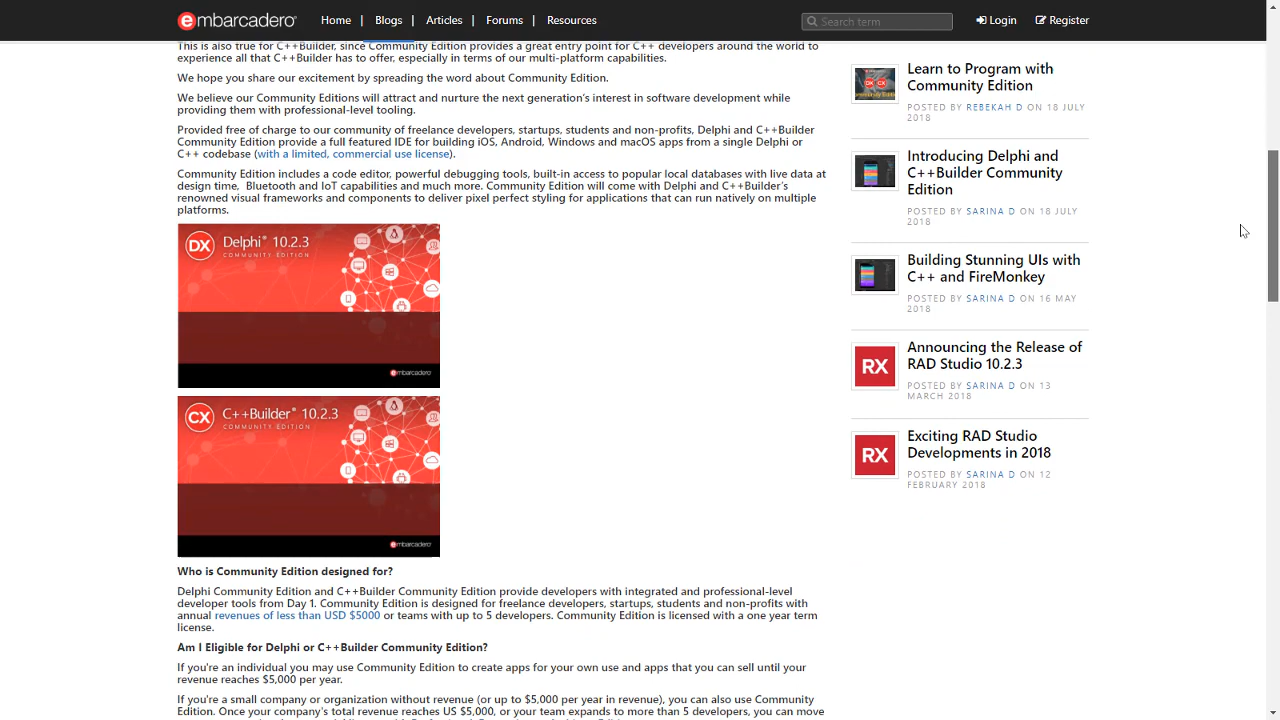 embarcadero
Home | Blogs | Articles | Forums | Resources
Search term
Login
Register
This is also true for C++Builder, since Community Edition provides a great entry point for C++ developers around the world to
experience all that C++Builder has to offer, especially in terms of our multi-platform capabilities.
We hope you share our excitement by spreading the word about Community Edition.
We believe our Community Editions will attract and nurture the next generation's interest in software development while
providing them with professional-level tooling.
Provided free of charge to our community of freelance developers, startups, students and non-profits, Delphi and C++Builder
Community Edition provide a full featured IDE for building iOS, Android, Windows and macOS apps from a single Delphi or
C++ codebase (with a limited, commercial use license).
Community Edition includes a code editor, powerful debugging tools, built-in access to popular local databases with live data at
design time, Bluetooth and IoT capabilities and much more. Community Edition will come with Delphi and C++Builder's
renowned visual frameworks and components to deliver pixel perfect styling for applications that can run natively on multiple
platforms.
DX Delphi® 10.2.3
COMMUNITY EDITION
embarcadero
CX C++Builder® 10.2.3
COMMUNITY EDITION
embarcadero
Who is Community Edition designed for?
Delphi Community Edition and C++Builder Community Edition provide developers with integrated and professional-level
developer tools from Day 1. Community Edition is designed for freelance developers, startups, students and non-profits with
annual revenues of less than USD $5000 or teams with up to 5 developers. Community Edition is licensed with a one year term
license.
Am I Eligible for Delphi or C++Builder Community Edition?
If you're an individual you may use Community Edition to create apps for your own use and apps that you can sell until your
revenue reaches $5,000 per year.
If you're a small company or organization without revenue (or up to $5,000 per year in revenue), you can also use Community
Edition. Once your company's total revenue reaches US $5,000, or your team expands to more than 5 developers, you can move
Learn to Program with
Community Edition
POSTED BY REBEKAH D ON 18 JULY
2018
Introducing Delphi and
C++Builder Community
Edition
POSTED BY SARINA D ON 18 JULY
2018
Building Stunning UIs with
C++ and FireMonkey
POSTED BY SARINA D ON 16 MAY
2018
RX
Announcing the Release of
RAD Studio 10.2.3
POSTED BY SARINA D ON 13
MARCH 2018
RX
Exciting RAD Studio
Developments in 2018
POSTED BY SARINA D ON 12
FEBRUARY 2018